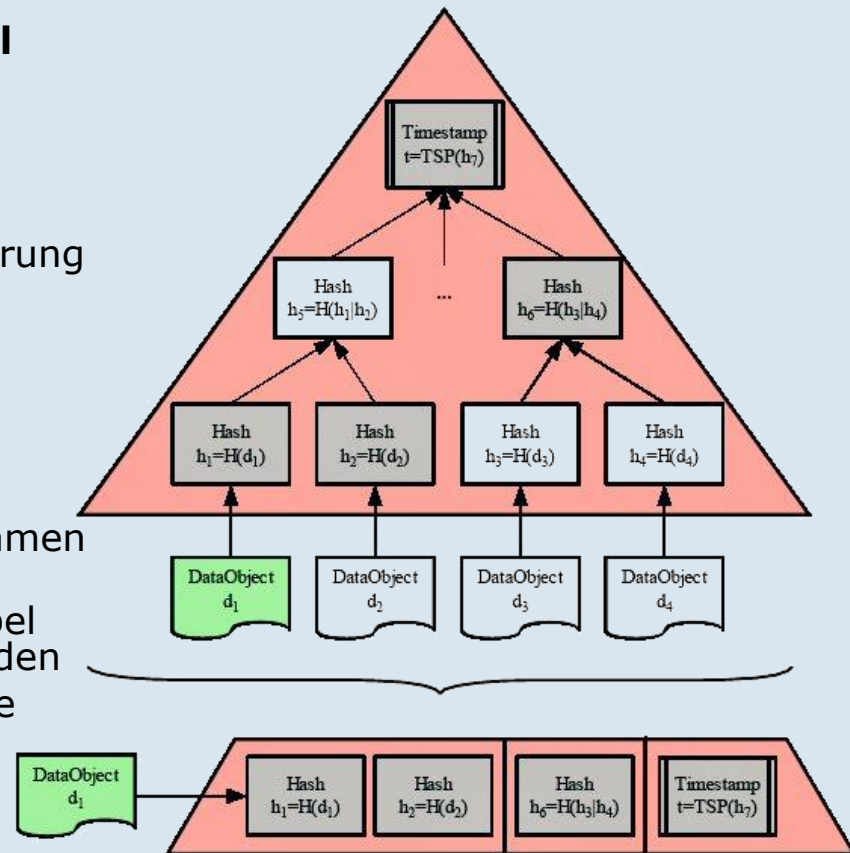 l
rung
men
pel
den
e
Timestamp
t=TSP(h₇)
Hash
h₅=H(h₁|h₂)
...
Hash
h₆=H(h₃|h₄)
Hash
h₁=H(d₁)
Hash
h₂=H(d₂)
Hash
h₃=H(d₃)
Hash
h₄=H(d₄)
DataObject
d₁
DataObject
d₂
DataObject
d₃
DataObject
d₄
DataObject
d₁
Hash
h₁=H(d₁)
Hash
h₂=H(d₂)
Hash
h₆=H(h₃|h₄)
Timestamp
t=TSP(h₇)